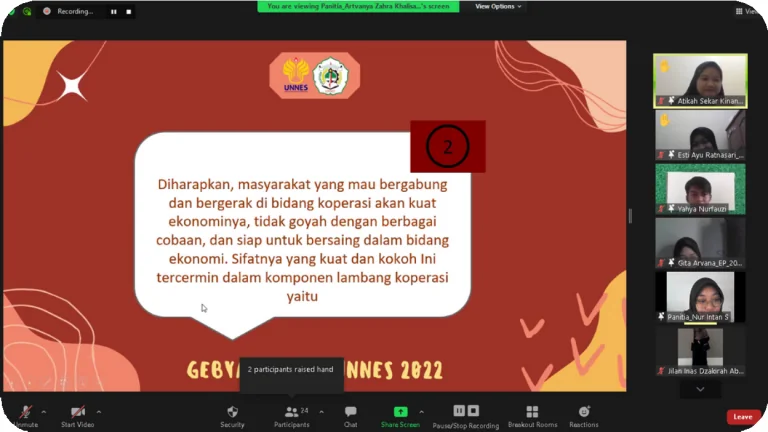 You are viewing Panitia_Artvanya Zahra Khalisa...'s screen
View Options
Recording...
View
UNNES
2
Diharapkan, masyarakat yang mau bergabung
dan bergerak di bidang koperasi akan kuat
ekonominya, tidak goyah dengan berbagai
cobaan, dan siap untuk bersaing dalam bidang
ekonomi. Sifatnya yang kuat dan kokoh Ini
tercermin dalam komponen lambang koperasi
yaitu
GEBYA
NNES 2022
2 participants raised hand
Atikah Sekar Kinan...
Esti Ayu Ratnasari_...
Yahya Nurfauzi
Gita Arvana_EP_20...
Panitia_Nur Intan S
Jilan Inas Dzakirah Ab...
Unmute
Start Video
Security
Participants
24
Chat
Share Screen
Pause/Stop Recording
Breakout Rooms
Reactions
Leave